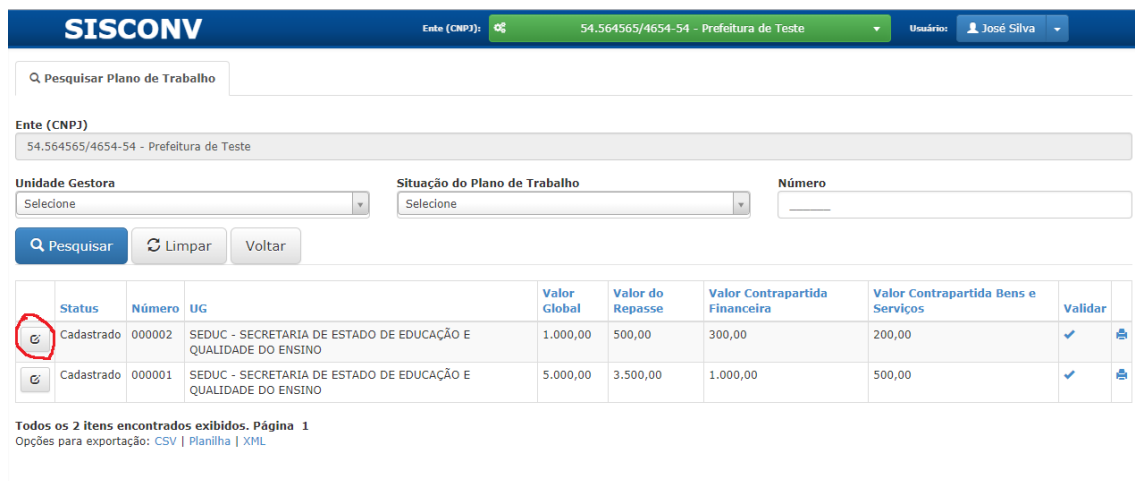 SISCONV
Ente (CNPJ): 54.564565/4654-54 - Prefeitura de Teste
Usuário: José Silva
Pesquisar Plano de Trabalho
Ente (CNPJ)
54.564565/4654-54 - Prefeitura de Teste
Unidade Gestora Situação do Plano de Trabalho Número
Selecione Selecione ______
Pesquisar Limpar Voltar
Status Número UG Valor Global Valor do Repasse Valor Contrapartida Financeira Valor Contrapartida Bens e Serviços Validar
Cadastrado 000002 SEDUC - SECRETARIA DE ESTADO DE EDUCAÇÃO E QUALIDADE DO ENSINO 1.000,00 500,00 300,00 200,00
Cadastrado 000001 SEDUC - SECRETARIA DE ESTADO DE EDUCAÇÃO E QUALIDADE DO ENSINO 5.000,00 3.500,00 1.000,00 500,00
Todos os 2 itens encontrados exibidos. Página 1
Opções para exportação: CSV | Planilha | XML